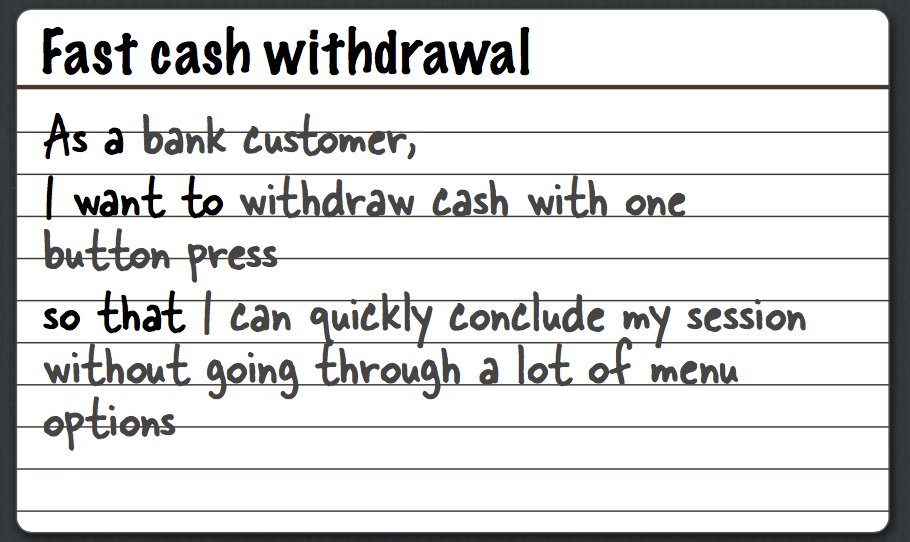 Fast cash withdrawal
As a bank customer,
I want to withdraw cash with one
button press
so that I can quickly conclude my session
without going through a lot of menu
options